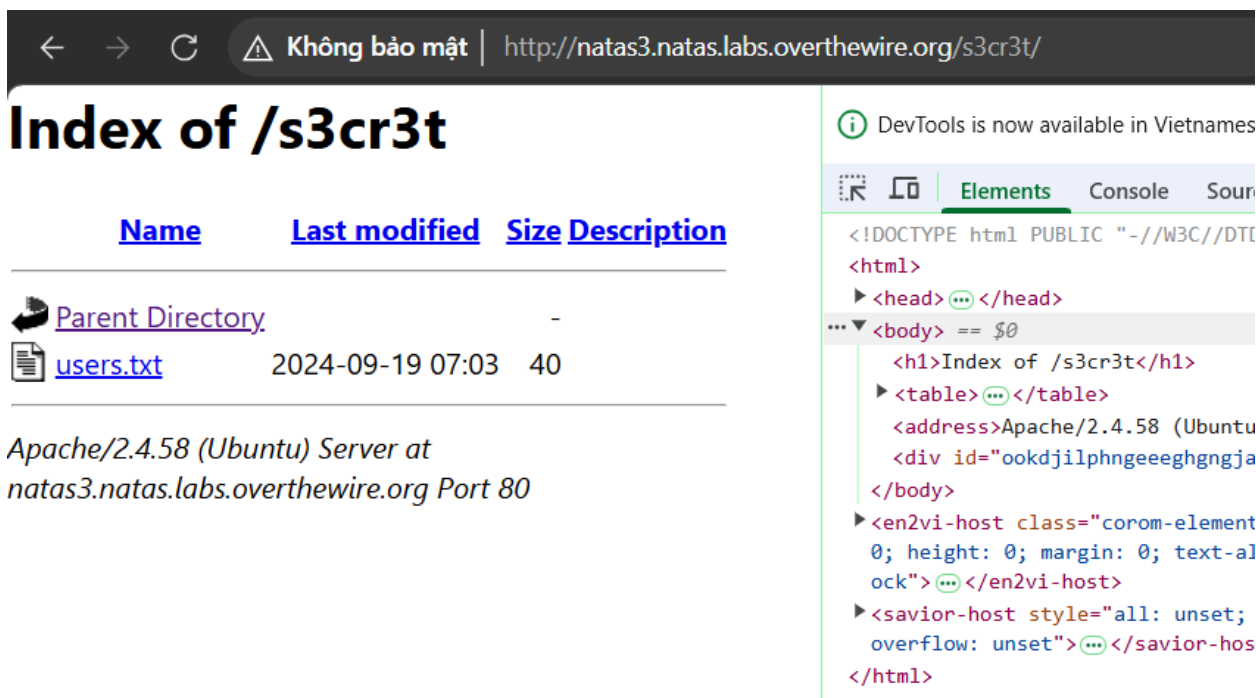 Không bảo mật http://natas3.natas.labs.overthewire.org/s3cr3t/
Index of /s3cr3t
Name Last modified Size Description
Parent Directory -
users.txt 2024-09-19 07:03 40
Apache/2.4.58 (Ubuntu) Server at
natas3.natas.labs.overthewire.org Port 80
DevTools is now available in Vietnames
Elements Console Sour
<!DOCTYPE html PUBLIC "-//W3C//DTD
<html>
<head>…</head>
<body> == $0
<h1>Index of /s3cr3t</h1>
<table>…</table>
<address>Apache/2.4.58 (Ubuntu
<div id="ookdjilphngeeeghgngja
</body>
<en2vi-host class="corom-element
0; height: 0; margin: 0; text-al
ock">…</en2vi-host>
<savior-host style="all: unset;
overflow: unset">…</savior-hos
</html>